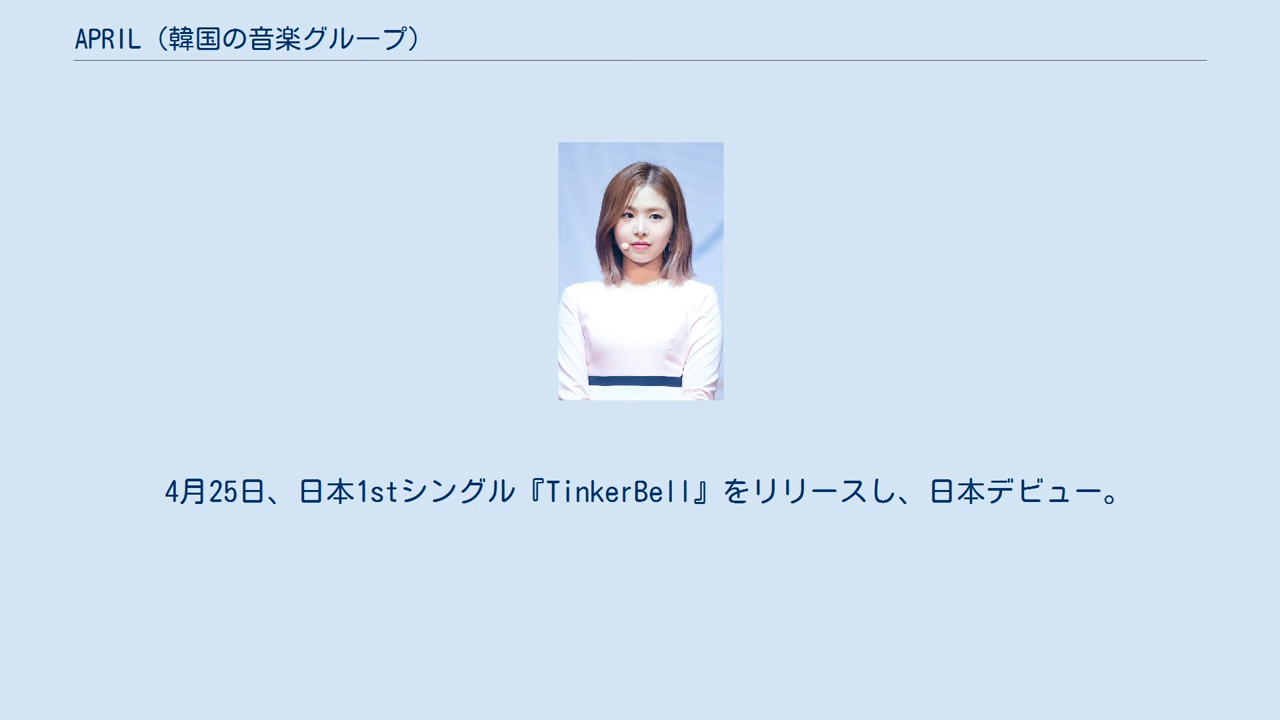 APRIL（韓国の音楽グループ）
4月25日、日本1stシングル『TinkerBell』をリリースし、日本デビュー。